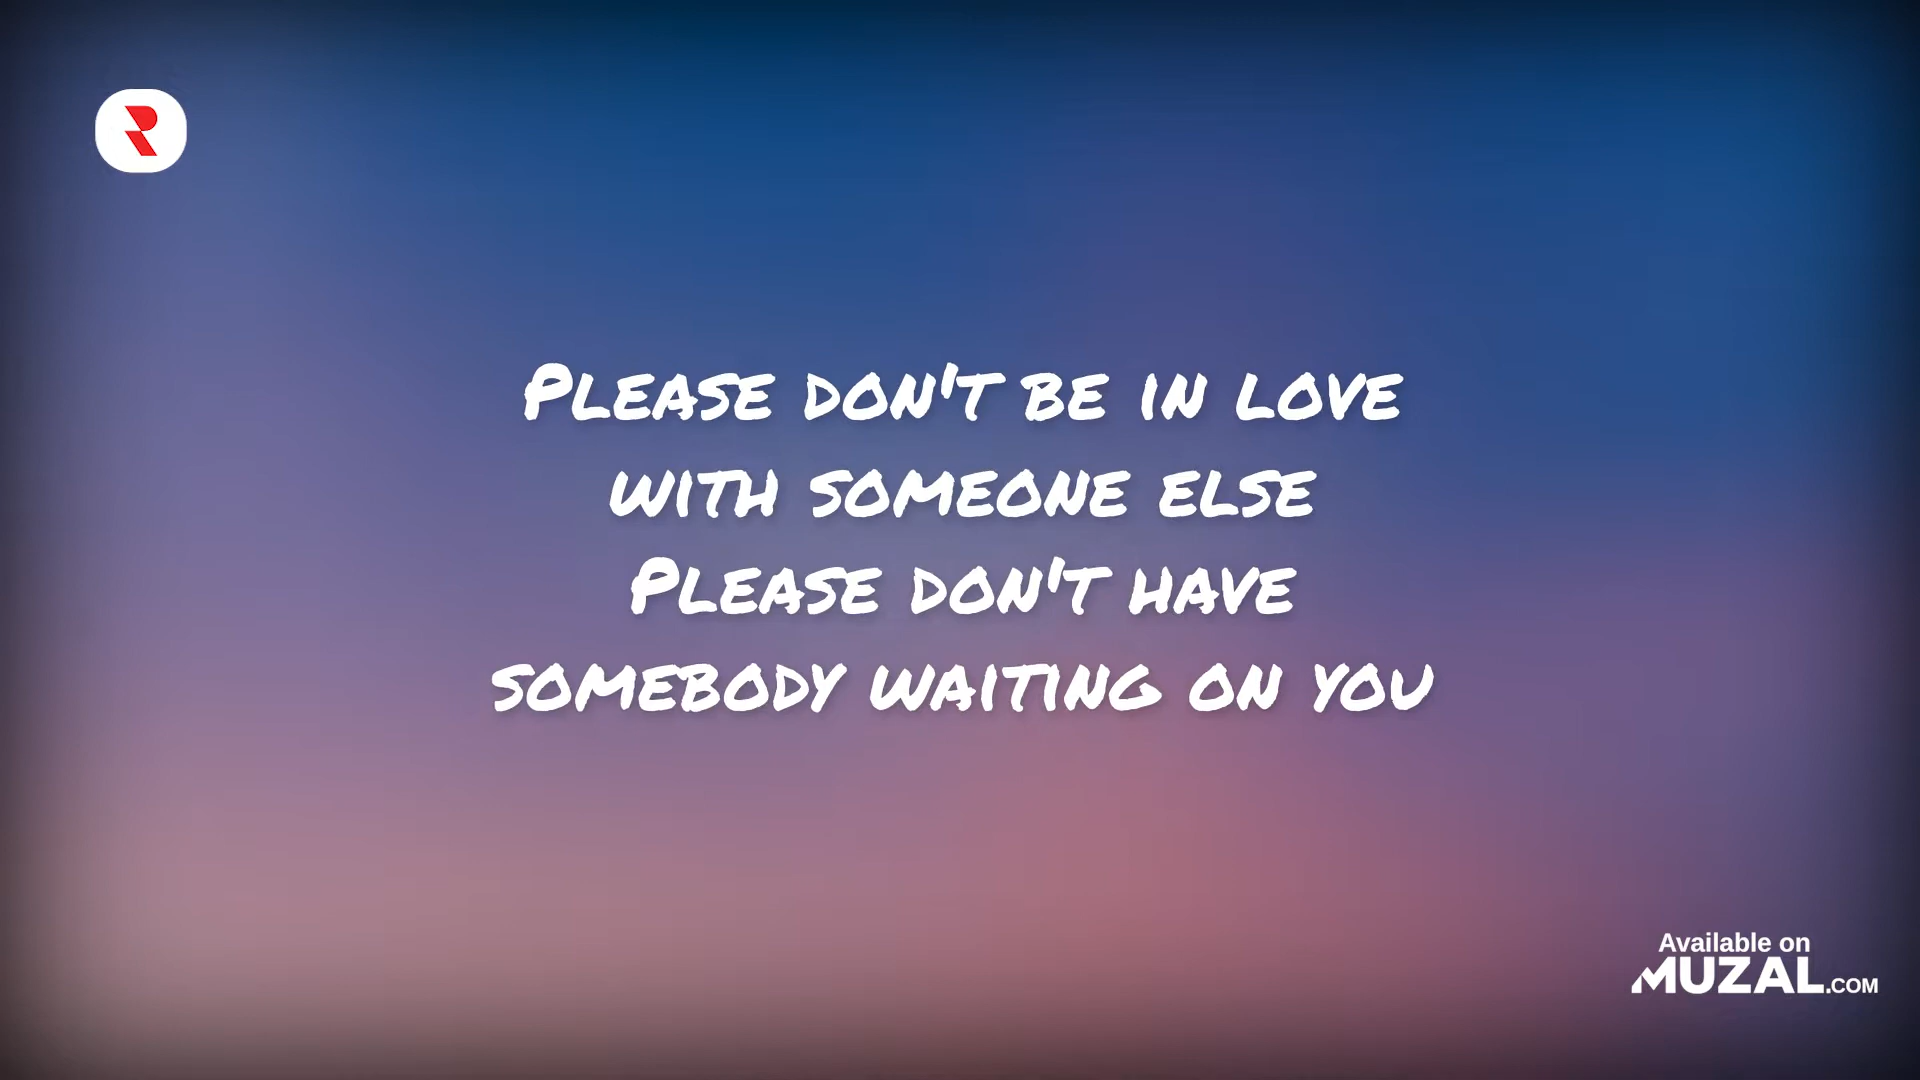 R
Please don't be in love
with someone else
Please don't have
somebody waiting on you
Available on
MUZAL.COM